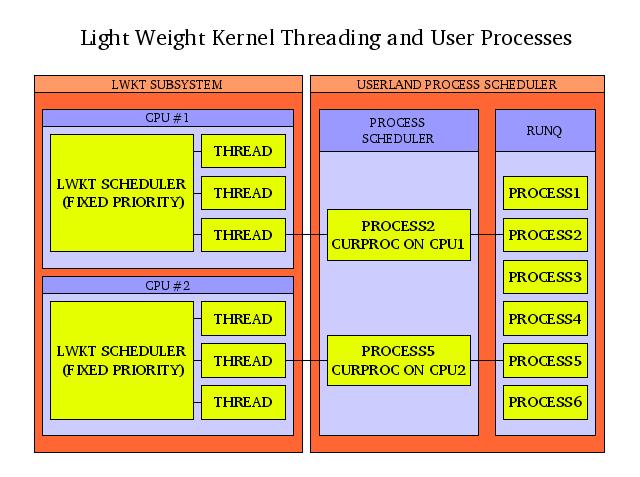 Light Weight Kernel Threading and User Processes
LWKT SUBSYSTEM
CPU #1
LWKT SCHEDULER
(FIXED PRIORITY)
THREAD
THREAD
THREAD
CPU #2
LWKT SCHEDULER
(FIXED PRIORITY)
THREAD
THREAD
THREAD
USERLAND PROCESS SCHEDULER
PROCESS
SCHEDULER
PROCESS2
CURPROC ON CPU1
PROCESS5
CURPROC ON CPU2
RUNQ
PROCESS1
PROCESS2
PROCESS3
PROCESS4
PROCESS5
PROCESS6